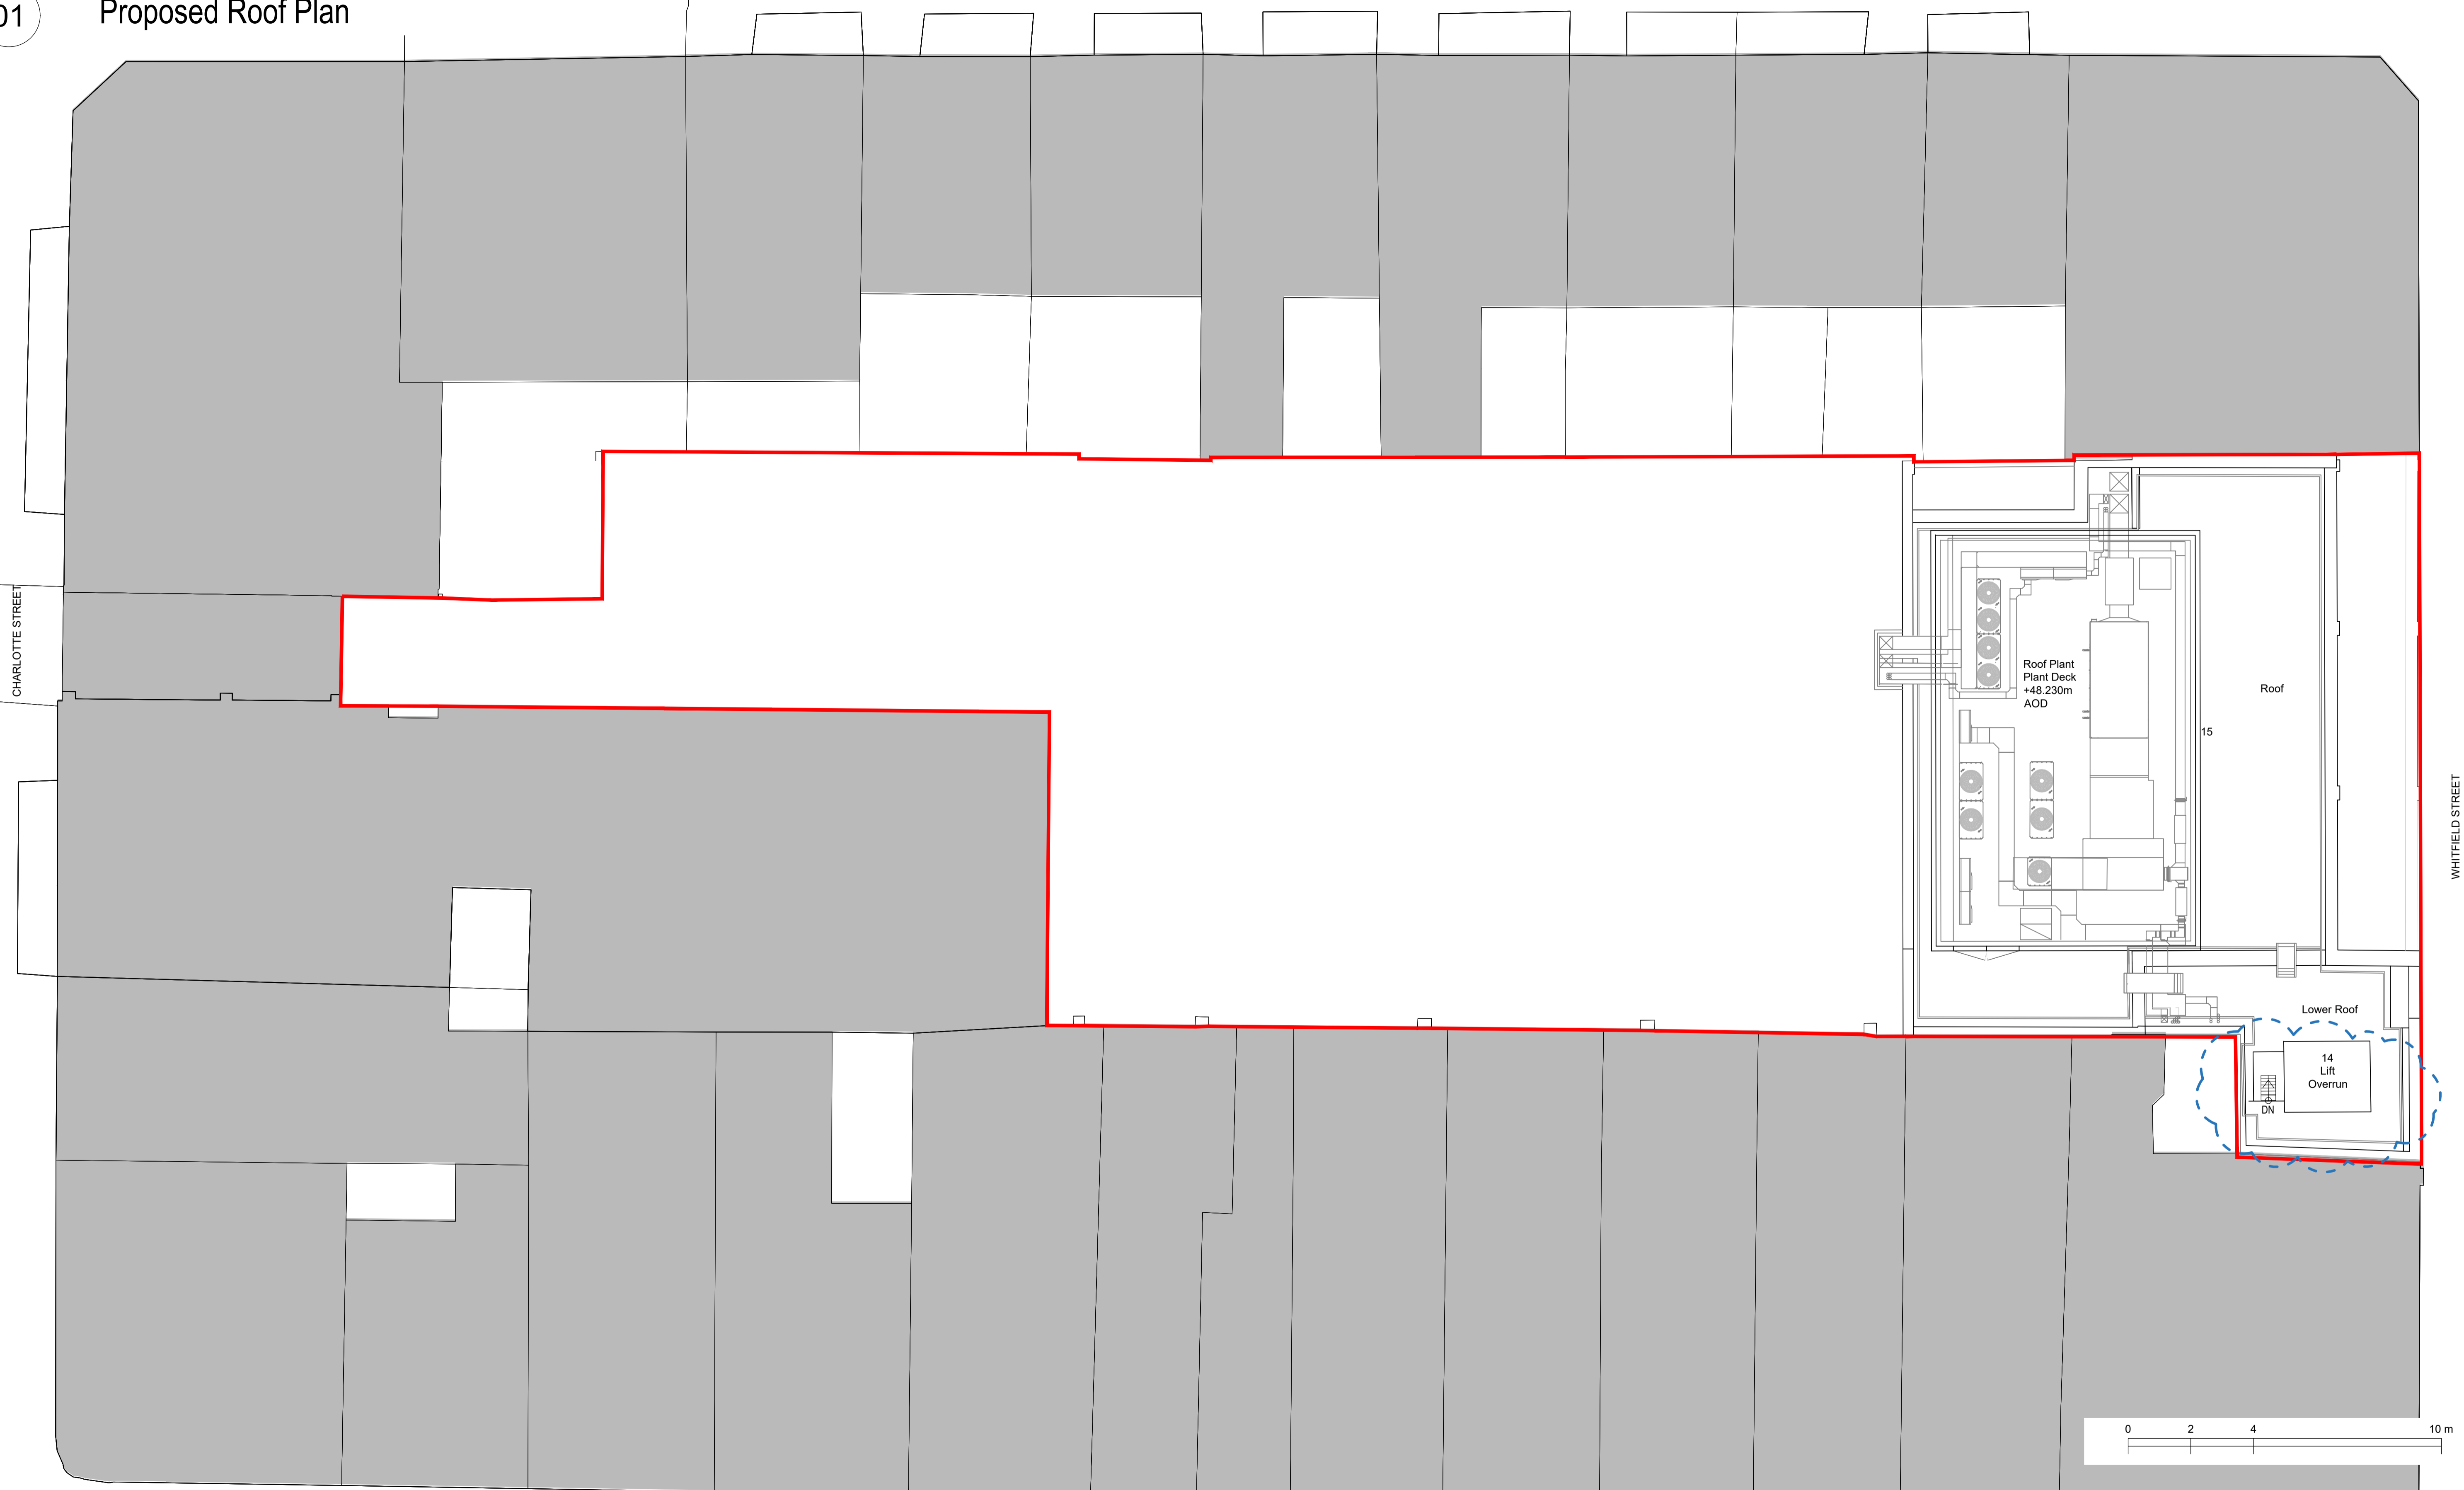 01
Proposed Roof Plan
CHARLOTTE STREET
Roof Plant
Plant Deck
+48.230m
AOD
Roof
15
WHITFIELD STREET
Lower Roof
14
Lift
Overrun
DN
0 2 4 10 m